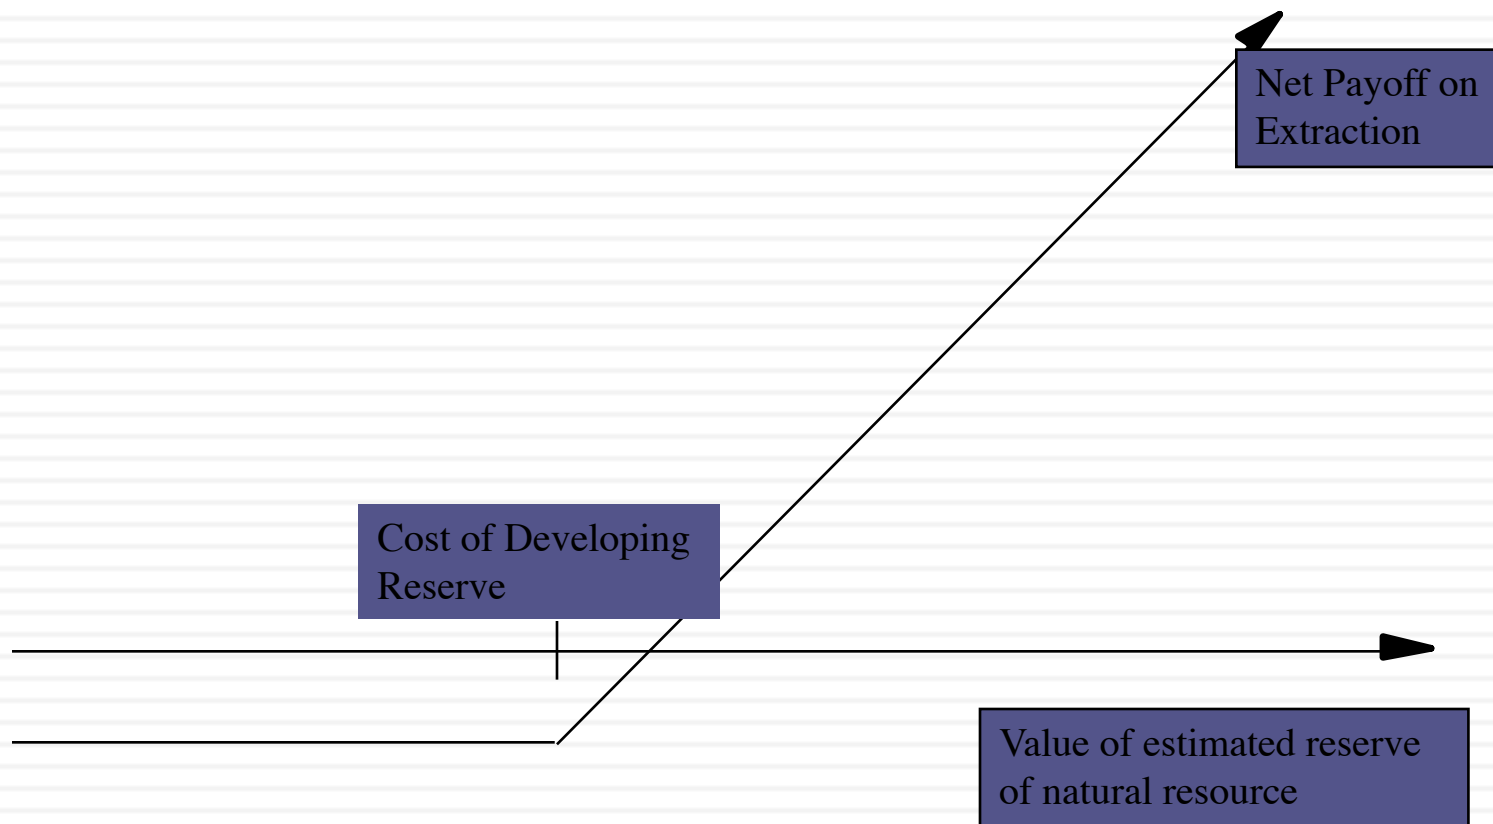 Net Payoff on
Extraction
Cost of Developing
Reserve
Value of estimated reserve
of natural resource